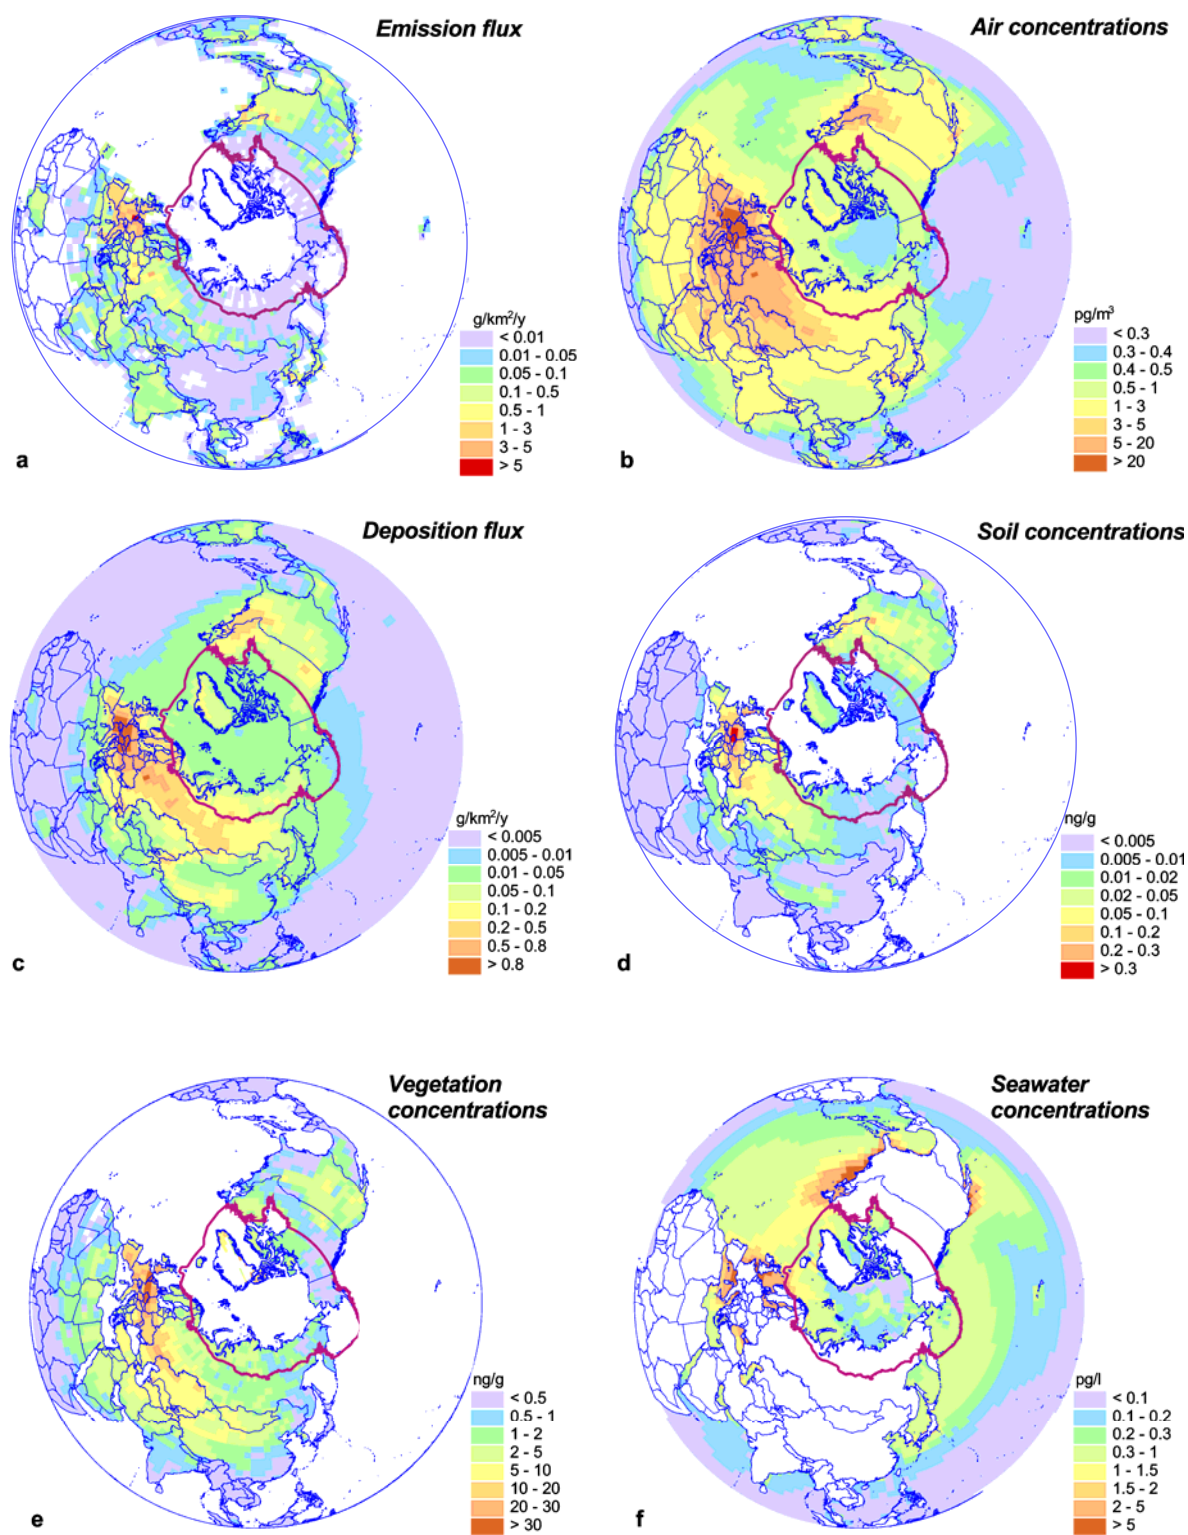 Emission flux
g/km²/y
< 0.01
0.01 - 0.05
0.05 - 0.1
0.1 - 0.5
0.5 - 1
1 - 3
3 - 5
> 5
a
Air concentrations
pg/m³
< 0.3
0.3 - 0.4
0.4 - 0.5
0.5 - 1
1 - 3
3 - 5
5 - 20
> 20
b
Deposition flux
g/km²/y
< 0.005
0.005 - 0.01
0.01 - 0.05
0.05 - 0.1
0.1 - 0.2
0.2 - 0.5
0.5 - 0.8
> 0.8
c
Soil concentrations
ng/g
< 0.005
0.005 - 0.01
0.01 - 0.02
0.02 - 0.05
0.05 - 0.1
0.1 - 0.2
0.2 - 0.3
> 0.3
d
Vegetation
concentrations
ng/g
< 0.5
0.5 - 1
1 - 2
2 - 5
5 - 10
10 - 20
20 - 30
> 30
e
Seawater
concentrations
pg/l
< 0.1
0.1 - 0.2
0.2 - 0.3
0.3 - 1
1 - 1.5
1.5 - 2
2 - 5
> 5
f